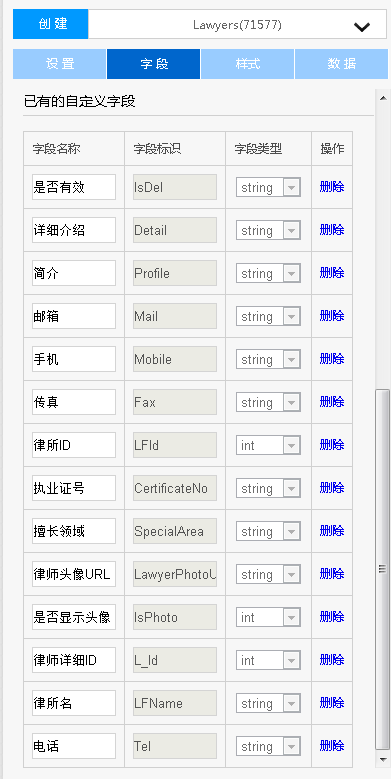 创 建 Lawyers(71577)
设 置 字 段 样式 数 据
已有的自定义字段
字段名称 字段标识 字段类型 操作
是否有效 IsDel string 删除
详细介绍 Detail string 删除
简介 Profile string 删除
邮箱 Mail string 删除
手机 Mobile string 删除
传真 Fax string 删除
律所ID LFId int 删除
执业证号 CertificateNo string 删除
擅长领域 SpecialArea string 删除
律师头像URL LawyerPhotoU string 删除
是否显示头像 IsPhoto int 删除
律师详细ID L_Id int 删除
律所名 LFName string 删除
电话 Tel string 删除